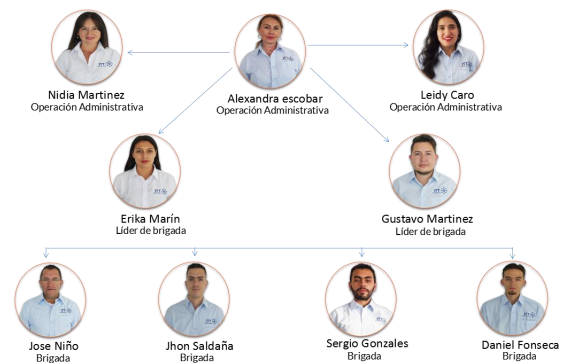 Nidia Martinez
Operación Administrativa
Alexandra escobar
Operación Administrativa
Leidy Caro
Operación Administrativa
Erika Marín
Líder de brigada
Gustavo Martinez
Líder de brigada
Jose Niño
Brigada
Jhon Saldaña
Brigada
Sergio Gonzales
Brigada
Daniel Fonseca
Brigada